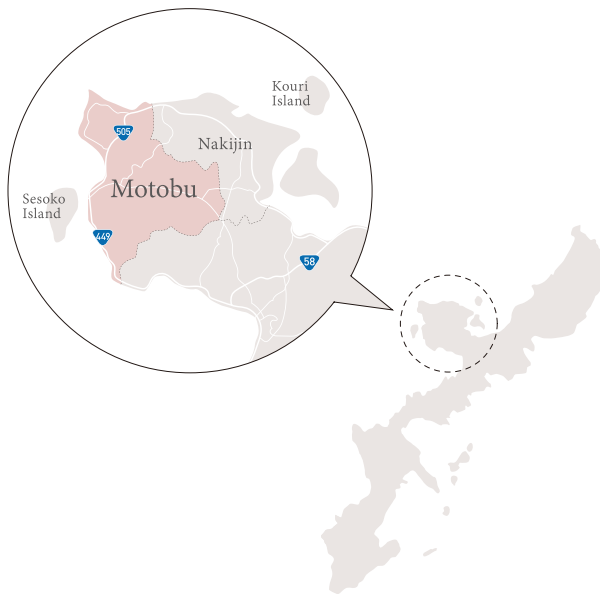 Kouri
Island
505
Nakijin
Motobu
Sesoko
Island
449
58